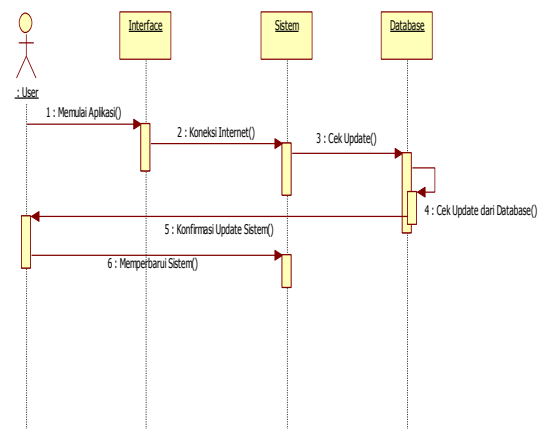 Interface
Sistem
Database
: User
1 : Memulai Aplikasi()
2 : Koneksi Internet()
3 : Cek Update()
4 : Cek Update dari Database()
5 : Konfirmasi Update Sistem()
6 : Memperbarui Sistem()